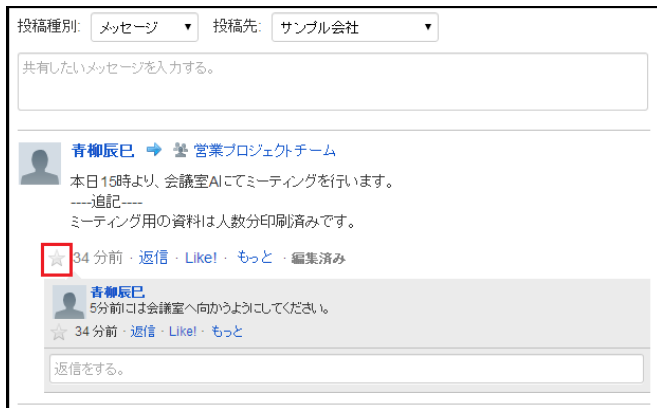 投稿種別: メッセージ 投稿先: サンプル会社
共有したいメッセージを入力する。
青柳辰巳 営業プロジェクトチーム
本日15時より、会議室AIにてミーティングを行います。
----追記----
ミーティング用の資料は人数分印刷済みです。
34 分前 · 返信 · Like! · もっと · 編集済み
青柳辰巳
5分前には会議室へ向かうようにしてください。
34 分前 · 返信 · Like! · もっと
返信をする。